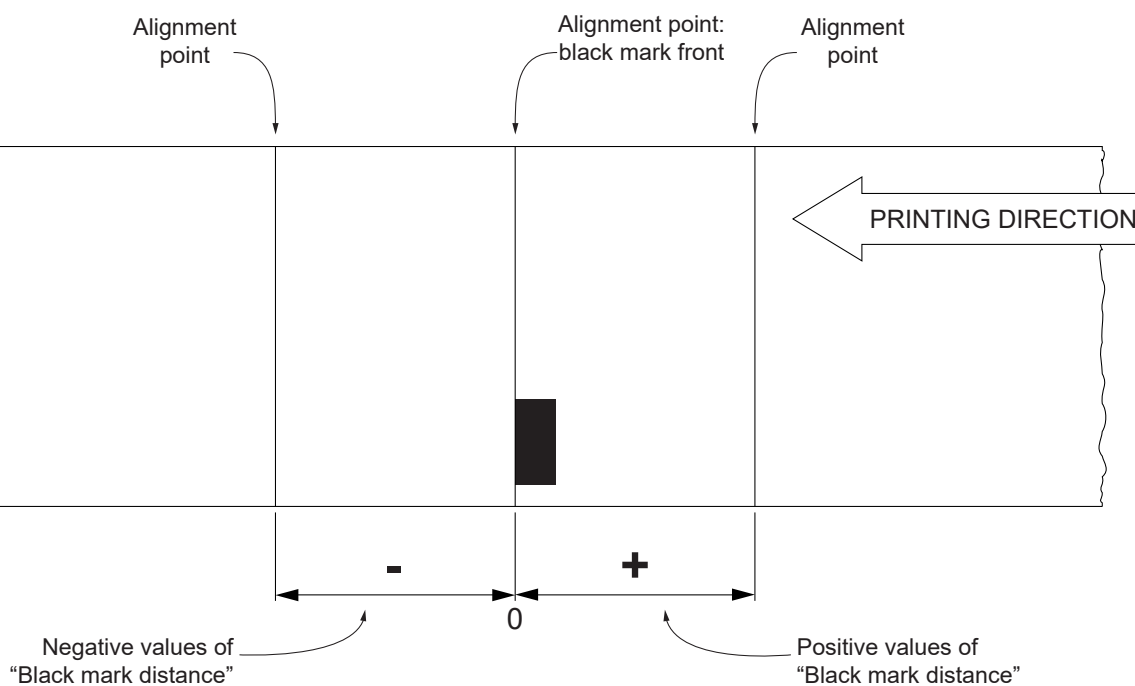 Alignment
point
Alignment point:
black mark front
Alignment
point
PRINTING DIRECTION
-
+
0
Negative values of
“Black mark distance”
Positive values of
“Black mark distance”